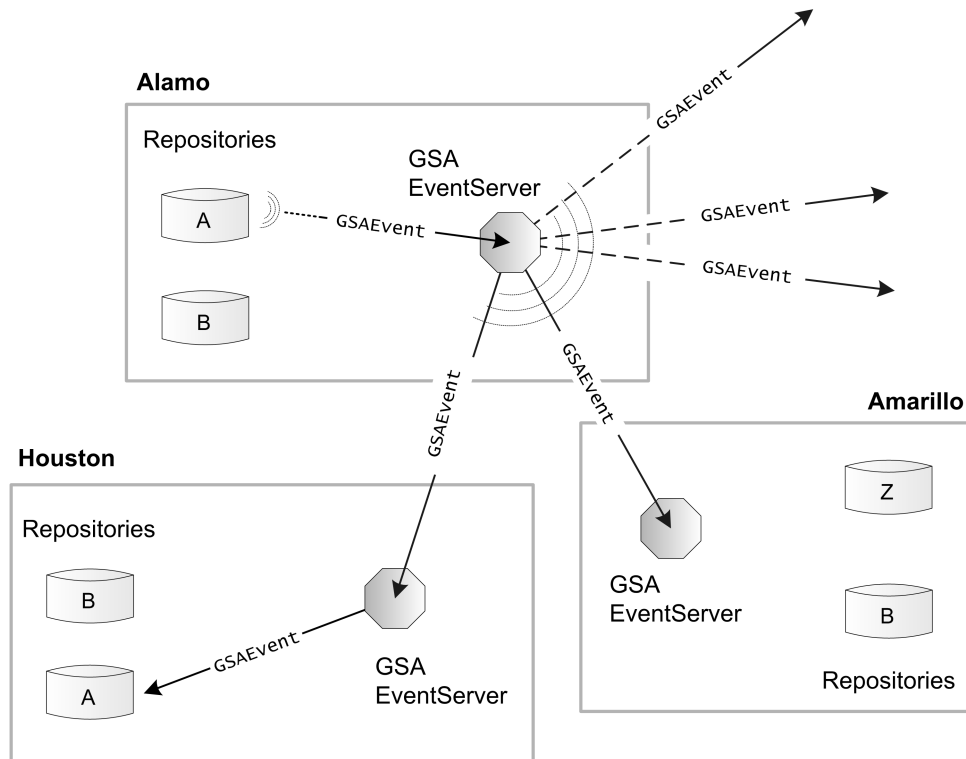 GSAEvent
Alamo
Repositories
GSA
EventServer
A
GSAEvent
GSAEvent
GSAEvent
B
GSAEvent
GSAEvent
Amarillo
Houston
Repositories
Z
B
GSA
EventServer
B
GSAEvent
A
GSA
EventServer
Repositories